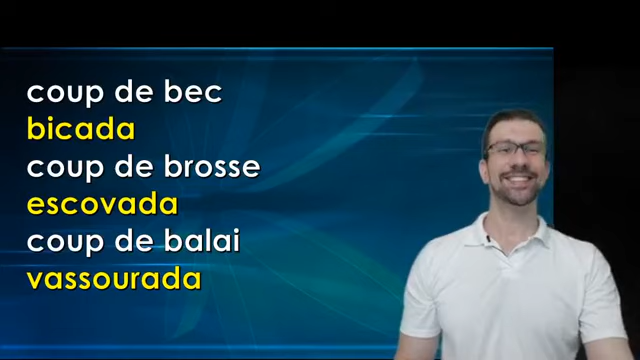 coup de bec
bicada
coup de brosse
escovada
coup de balai
vassourada